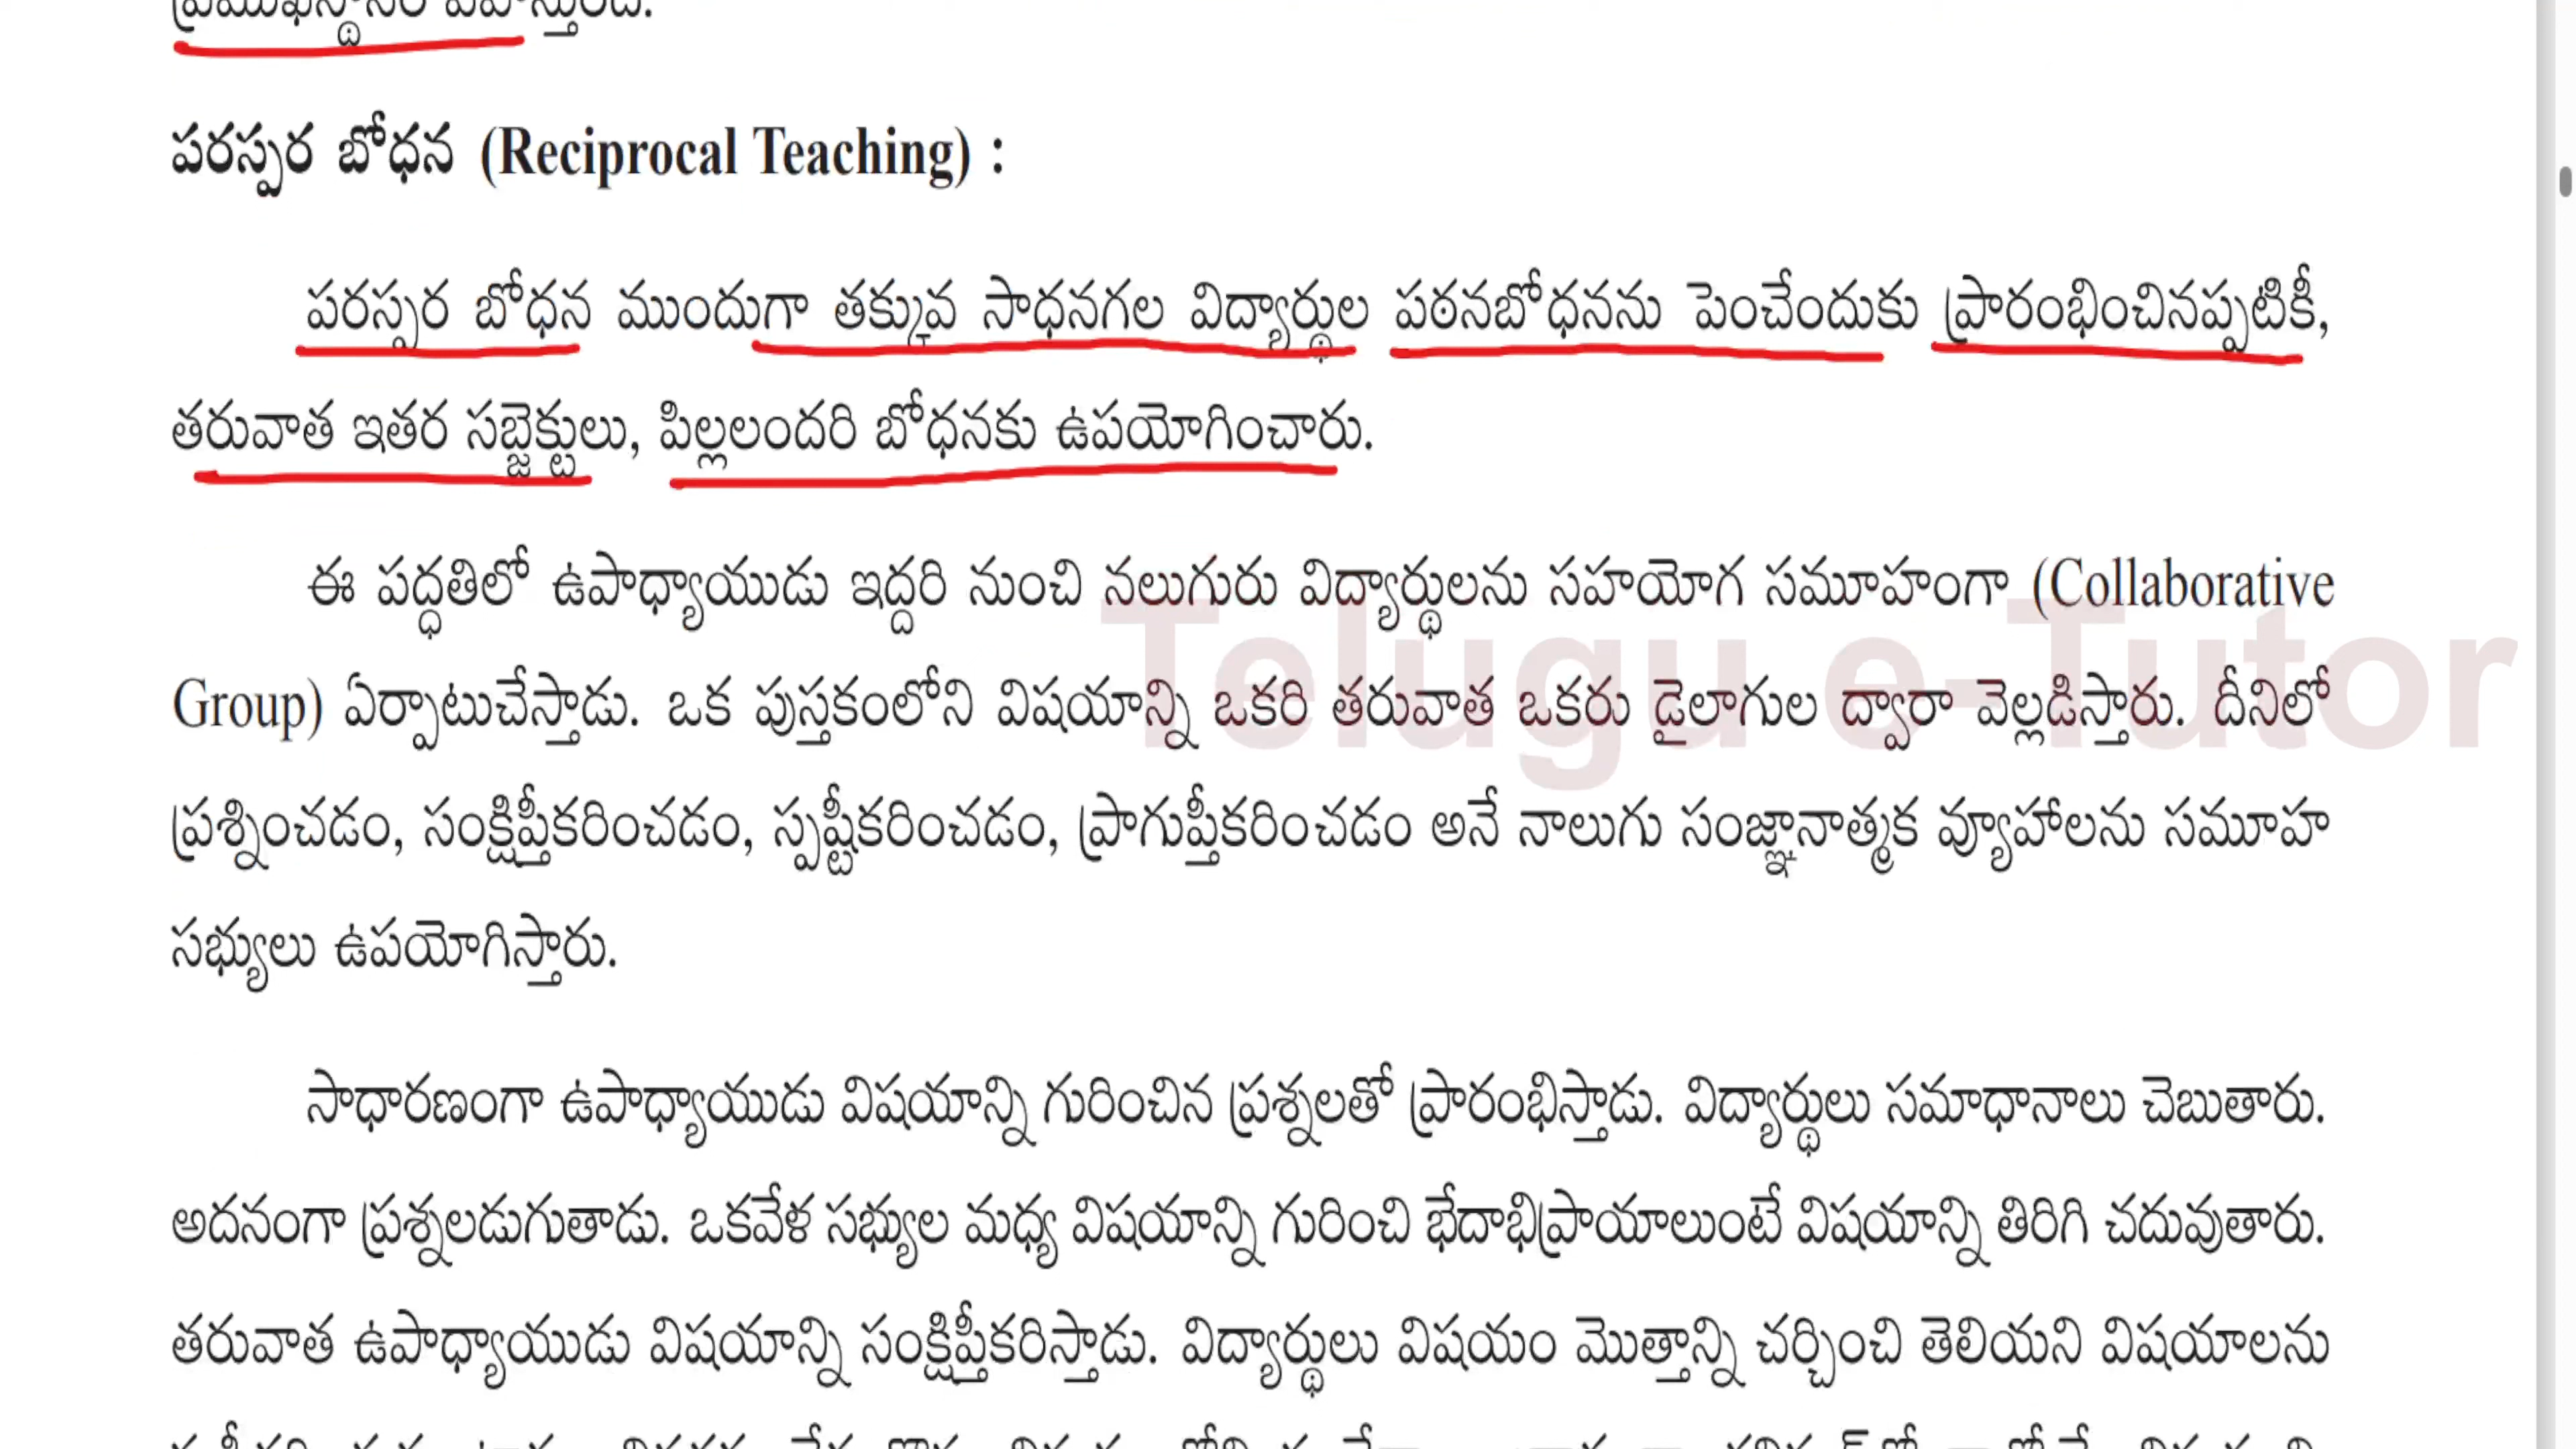 పరస్పర బోధన (Reciprocal Teaching) :
పరస్పర బోధన ముందుగా తక్కువ సాధనగల విద్యార్థుల పఠనబోధనను పెంచేందుకు ప్రారంభించినప్పటికీ,
తరువాత ఇతర సబ్జెక్టులు, పిల్లలందరి బోధనకు ఉపయోగించారు.
ఈ పద్ధతిలో ఉపాధ్యాయుడు ఇద్దరి నుంచి నలుగురు విద్యార్థులను సహయోగ సమూహంగా (Collaborative
Group) ఏర్పాటుచేస్తాడు. ఒక పుస్తకంలోని విషయాన్ని ఒకరి తరువాత ఒకరు డైలాగుల ద్వారా వెల్లడిస్తారు. దీనిలో
Telugu e-Tutor
ప్రశ్నించడం, సంక్షిప్తీకరించడం, స్పష్టీకరించడం, ప్రాగుప్తీకరించడం అనే నాలుగు సంజ్ఞానాత్మక వ్యూహాలను సమూహ
సభ్యులు ఉపయోగిస్తారు.
సాధారణంగా ఉపాధ్యాయుడు విషయాన్ని గురించిన ప్రశ్నలతో ప్రారంభిస్తాడు. విద్యార్థులు సమాధానాలు చెబుతారు.
అదనంగా ప్రశ్నలడుగుతాడు. ఒకవేళ సభ్యుల మధ్య విషయాన్ని గురించి భేదాభిప్రాయాలుంటే విషయాన్ని తిరిగి చదువుతారు.
తరువాత ఉపాధ్యాయుడు విషయాన్ని సంక్షిప్తీకరిస్తాడు. విద్యార్థులు విషయం మొత్తాన్ని చర్చించి తెలియని విషయాలను